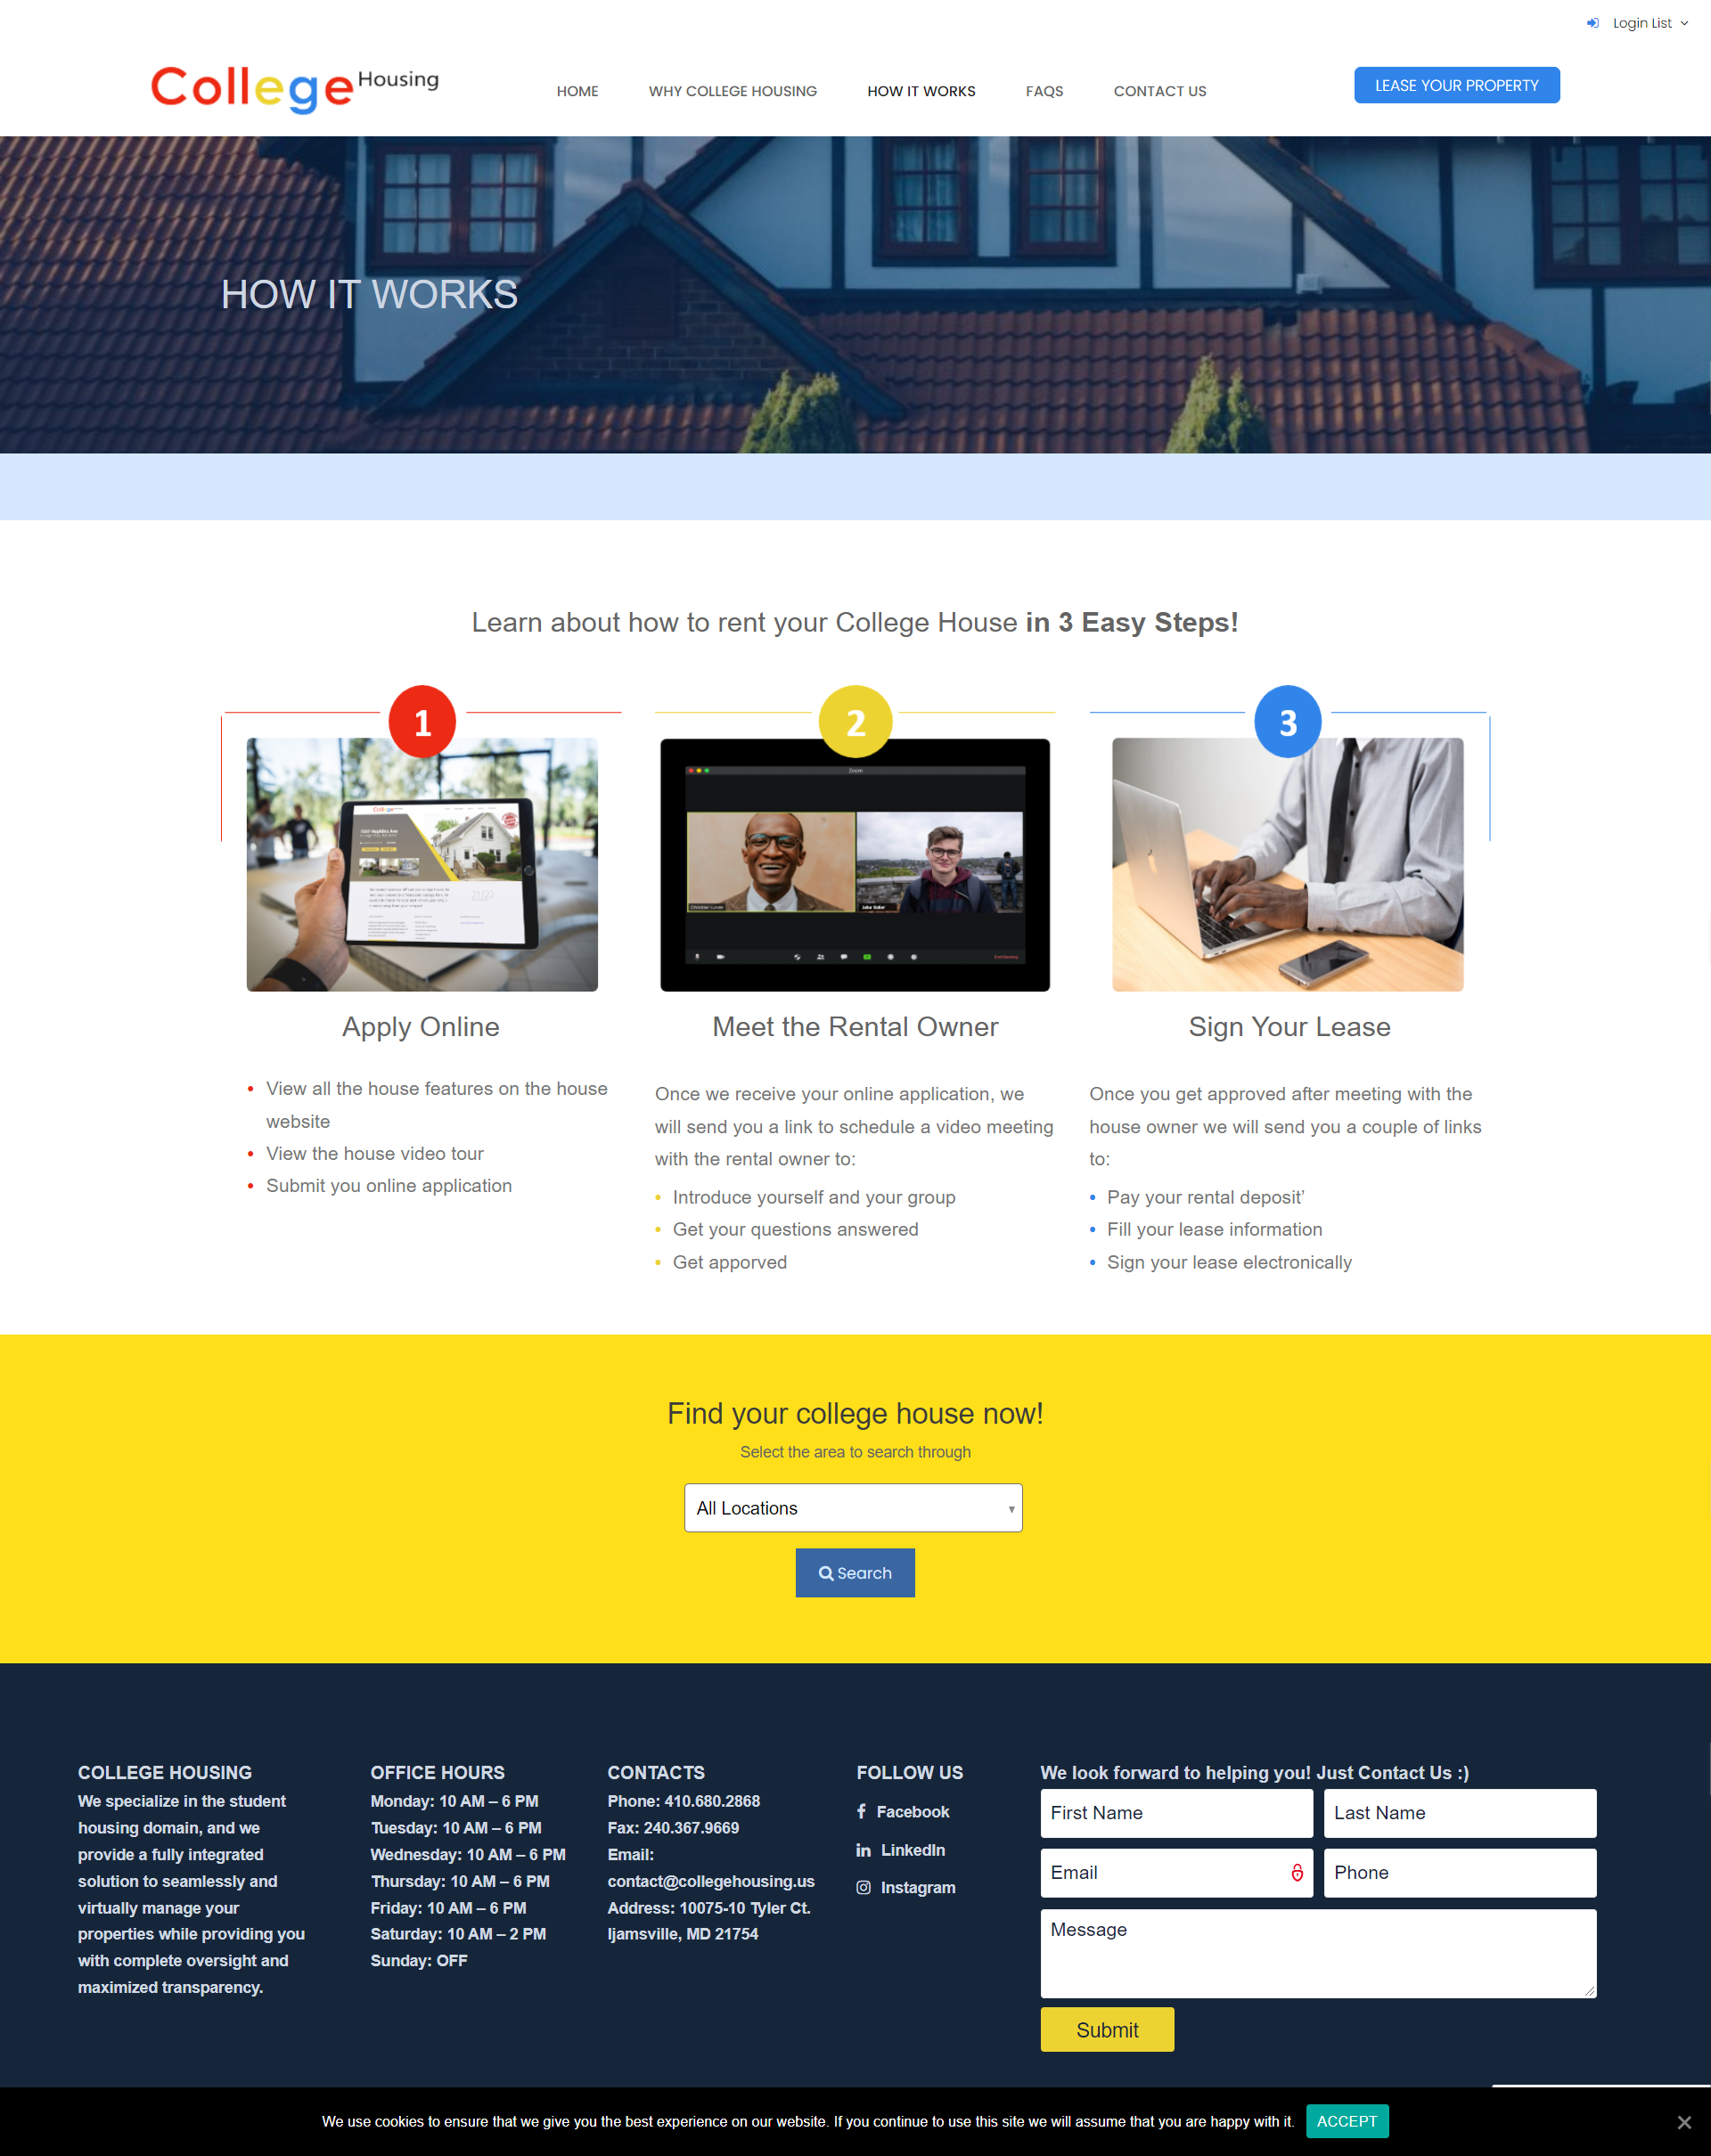 Login List
College Housing
HOME
WHY COLLEGE HOUSING
HOW IT WORKS
FAQS
CONTACT US
LEASE YOUR PROPERTY
HOW IT WORKS
Learn about how to rent your College House in 3 Easy Steps!
1
2
3
Zoom
Apply Online
View all the house features on the house
website
View the house video tour
Submit you online application
Meet the Rental Owner
Once we receive your online application, we
will send you a link to schedule a video meeting
with the rental owner to:
Introduce yourself and your group
Get your questions answered
Get apporved
Sign Your Lease
Once you get approved after meeting with the
house owner we will send you a couple of links
to:
Pay your rental deposit’
Fill your lease information
Sign your lease electronically
Find your college house now!
Select the area to search through
All Locations
Search
COLLEGE HOUSING
We specialize in the student
housing domain, and we
provide a fully integrated
solution to seamlessly and
virtually manage your
properties while providing you
with complete oversight and
maximized transparency.
OFFICE HOURS
Monday: 10 AM – 6 PM
Tuesday: 10 AM – 6 PM
Wednesday: 10 AM – 6 PM
Thursday: 10 AM – 6 PM
Friday: 10 AM – 6 PM
Saturday: 10 AM – 2 PM
Sunday: OFF
CONTACTS
Phone: 410.680.2868
Fax: 240.367.9669
Email:
contact@collegehousing.us
Address: 10075-10 Tyler Ct.
Ijamsville, MD 21754
FOLLOW US
Facebook
LinkedIn
Instagram
We look forward to helping you! Just Contact Us :)
First Name
Last Name
Email
Phone
Message
Submit
We use cookies to ensure that we give you the best experience on our website. If you continue to use this site we will assume that you are happy with it.
ACCEPT